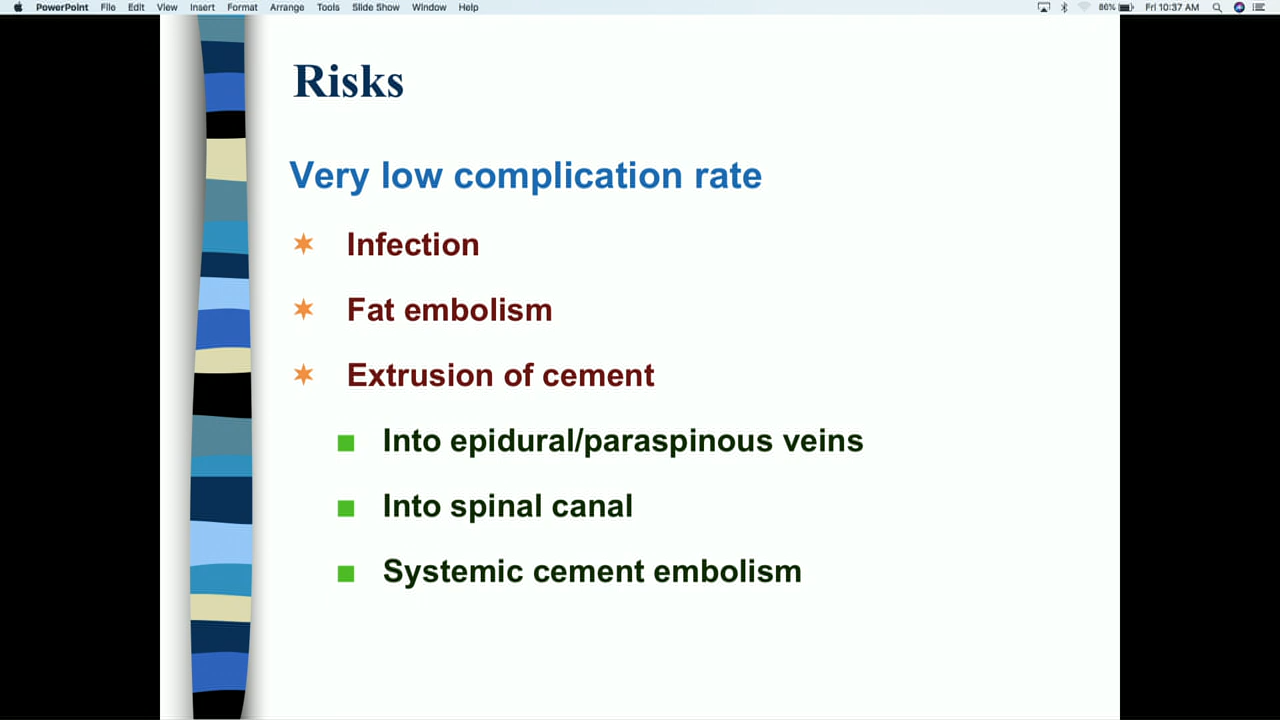 PowerPoint File Edit View Insert Format Arrange Tools Slide Show Window Help 86% Fri 10:37 AM
Risks
Very low complication rate
Infection
Fat embolism
Extrusion of cement
Into epidural/paraspinous veins
Into spinal canal
Systemic cement embolism